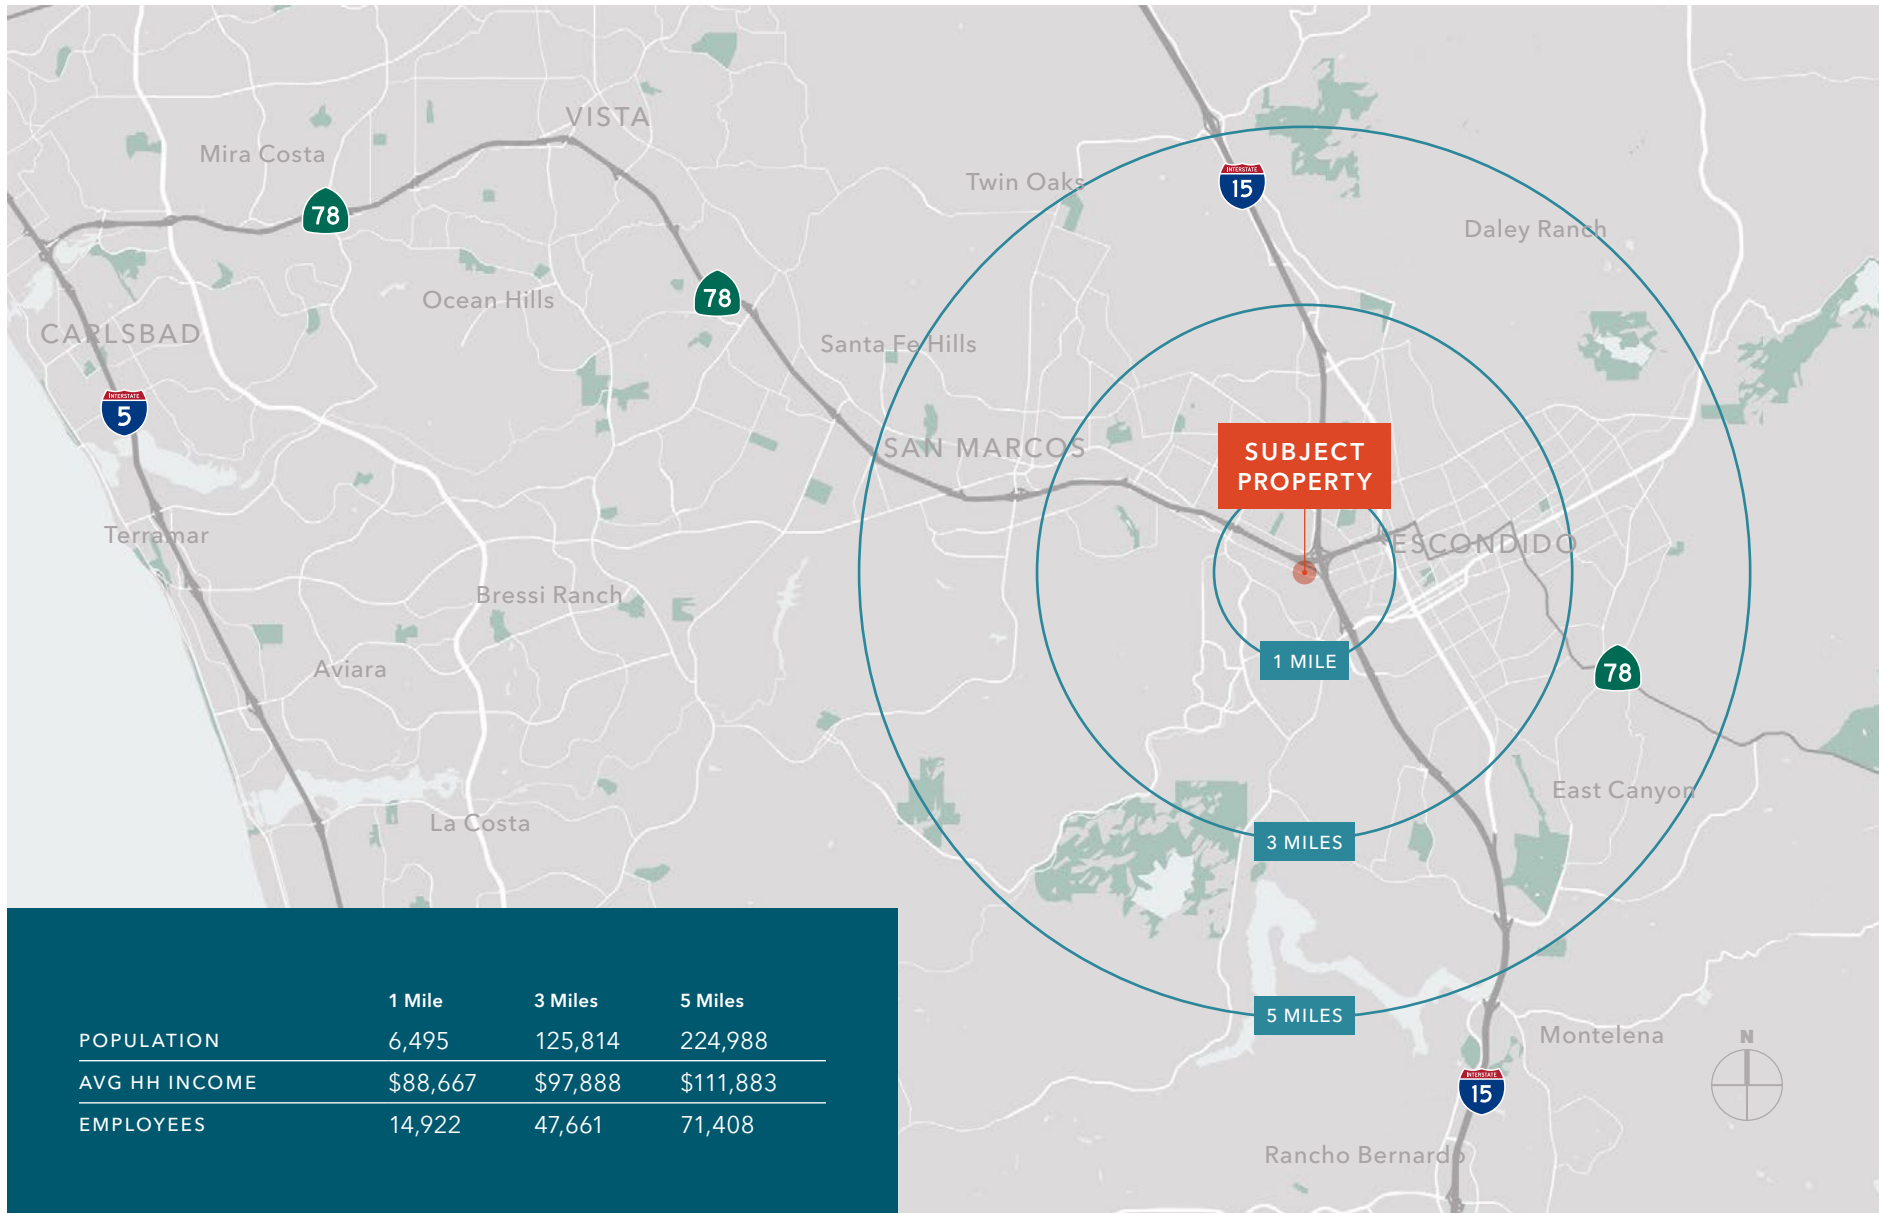 VISTA
Mira Costa
INTERSTATE
15
Twin Oaks
78
Daley Ranch
78
Ocean Hills
CARLSBAD
Santa Fe Hills
INTERSTATE
5
SAN MARCOS
SUBJECT
PROPERTY
Terramar
ESCONDIDO
Bressi Ranch
1 MILE
Aviara
78
East Canyon
La Costa
3 MILES
5 MILES
Montelena
N
INTERSTATE
15
Rancho Bernardo
1 Mile 3 Miles 5 Miles
POPULATION 6,495 125,814 224,988
AVG HH INCOME $88,667 $97,888 $111,883
EMPLOYEES 14,922 47,661 71,408